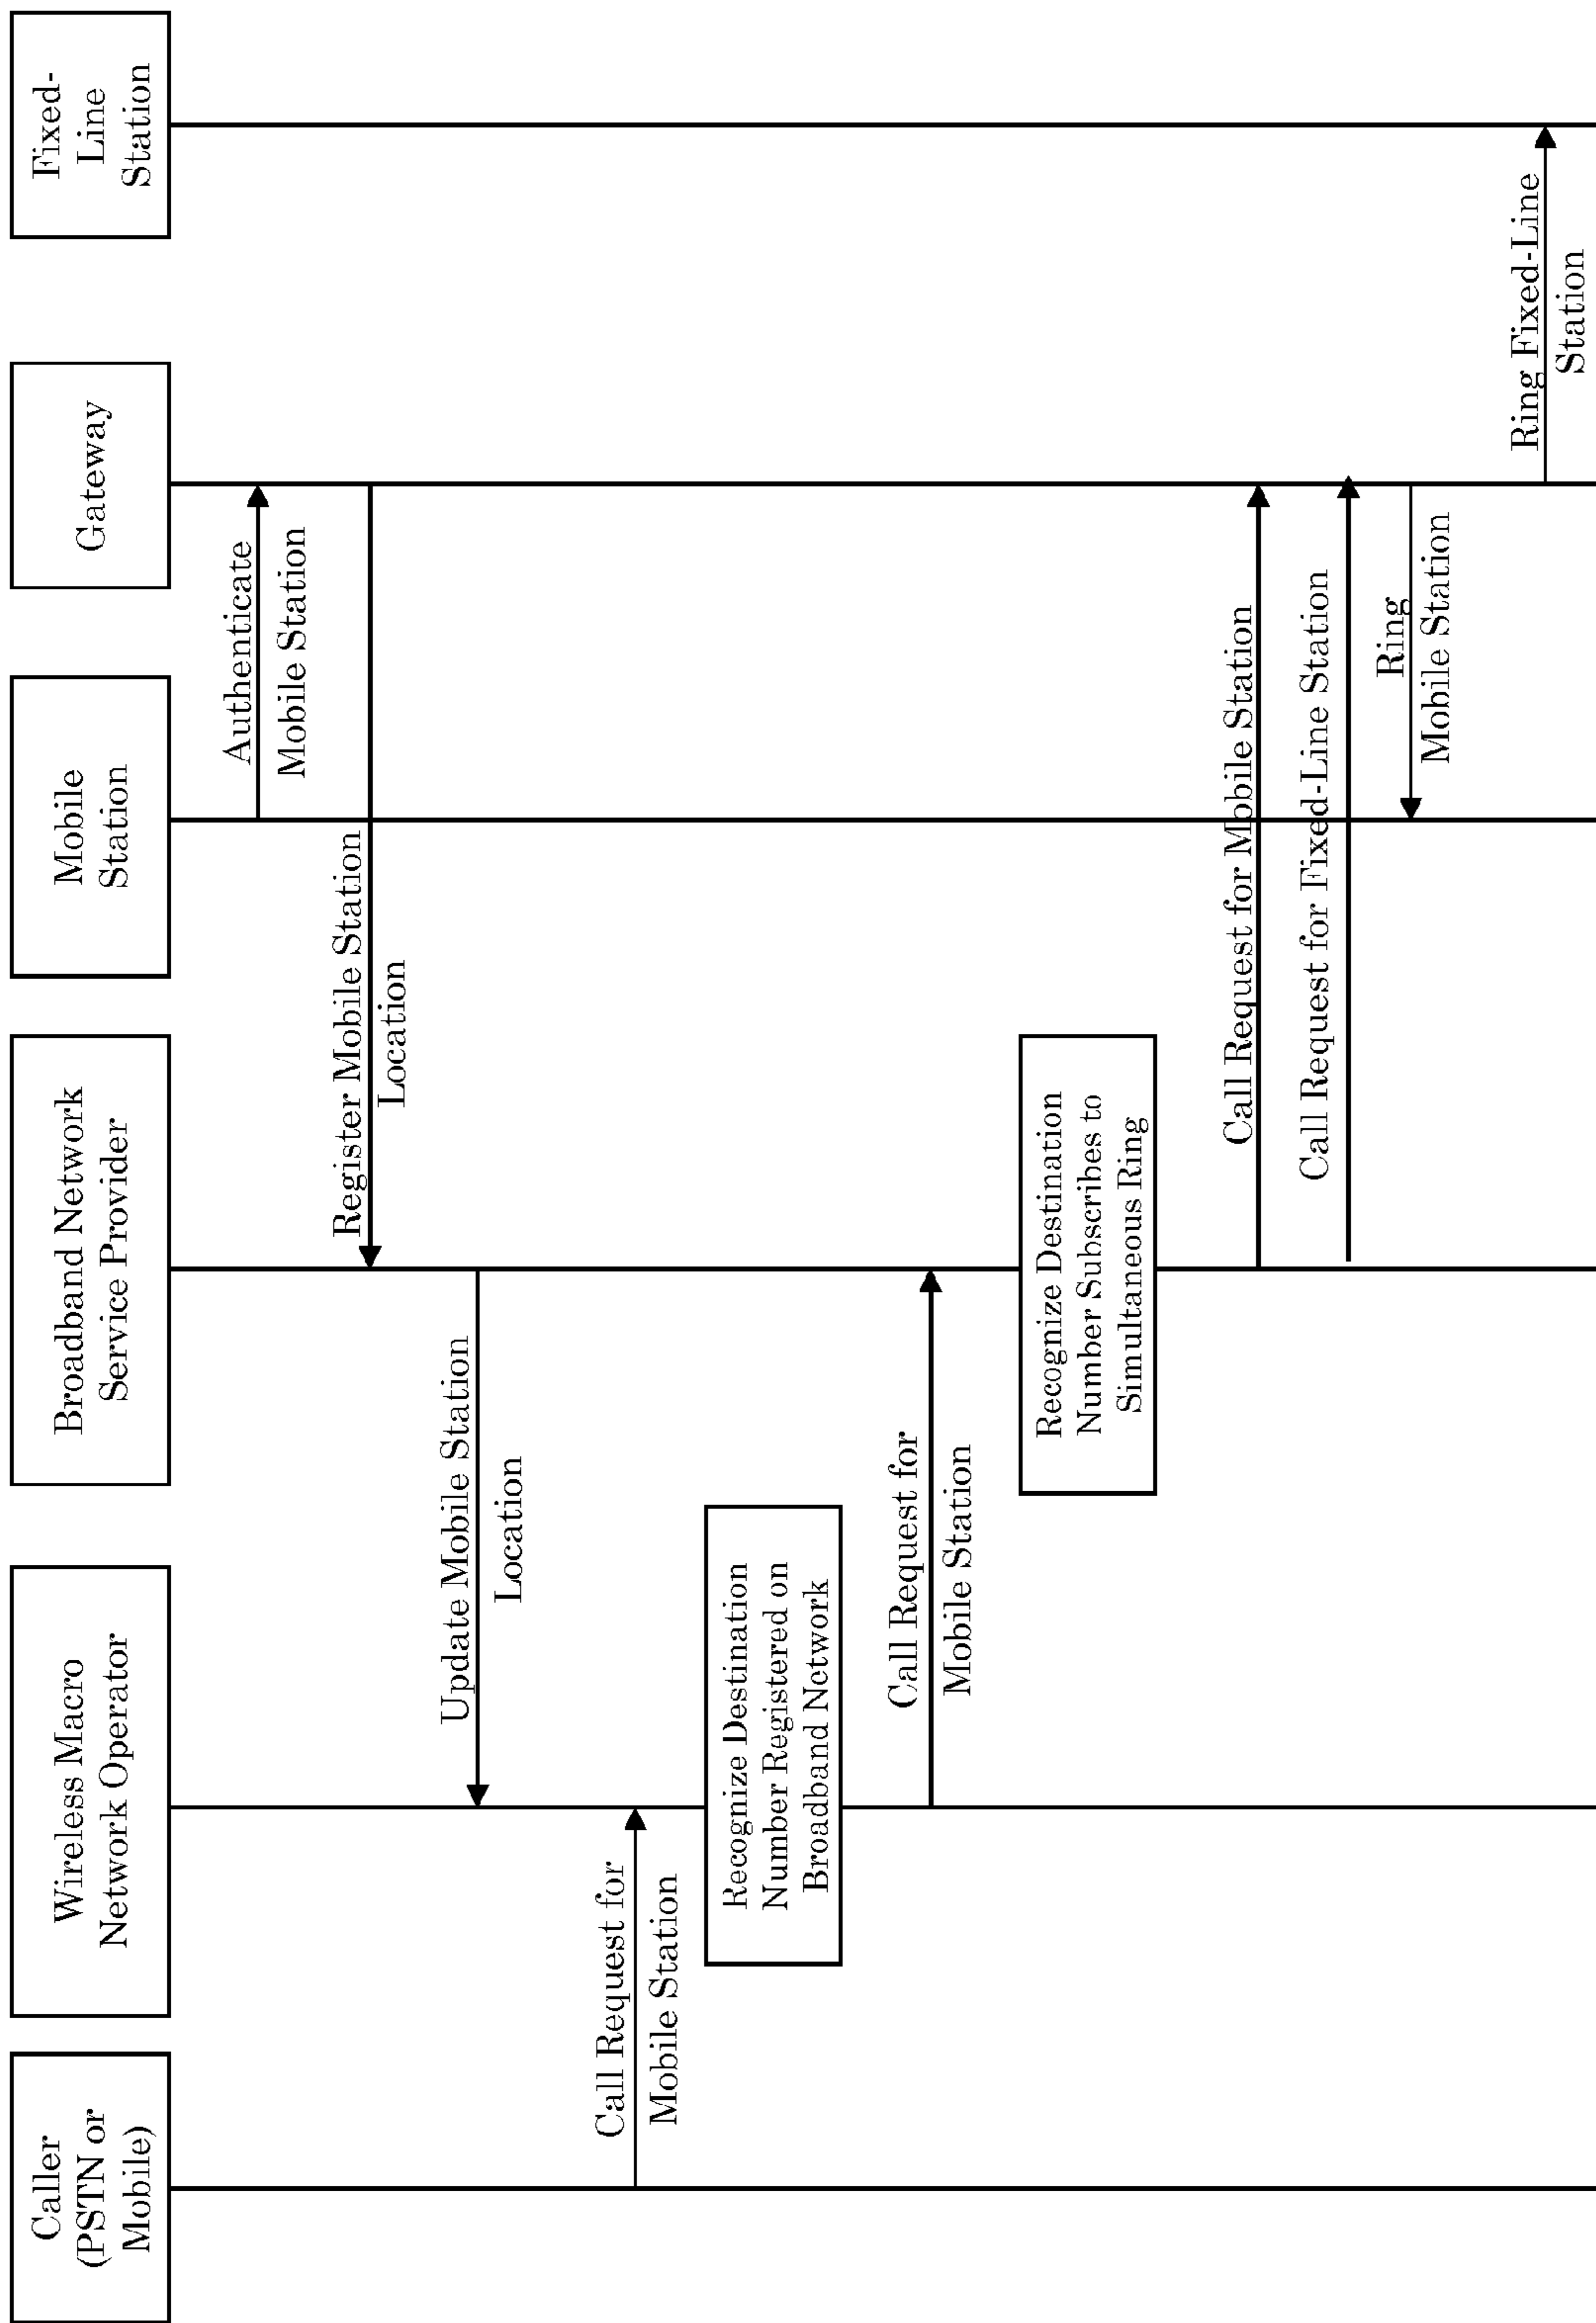 Caller
(PSTN or
Mobile)
Wireless Macro
Network Operator
Broadband Network
Service Provider
Mobile
Station
Gateway
Fixed-
Line
Station
Authenticate
Mobile Station
Register Mobile Station
Location
Update Mobile Station
Location
Call Request for
Mobile Station
Recognize Destination
Number Registered on
Broadband Network
Call Request for
Mobile Station
Recognize Destination
Number Subscribes to
Simultaneous Ring
Call Request for Mobile Station
Call Request for Fixed-Line Station
Ring
Mobile Station
Ring Fixed-Line
Station